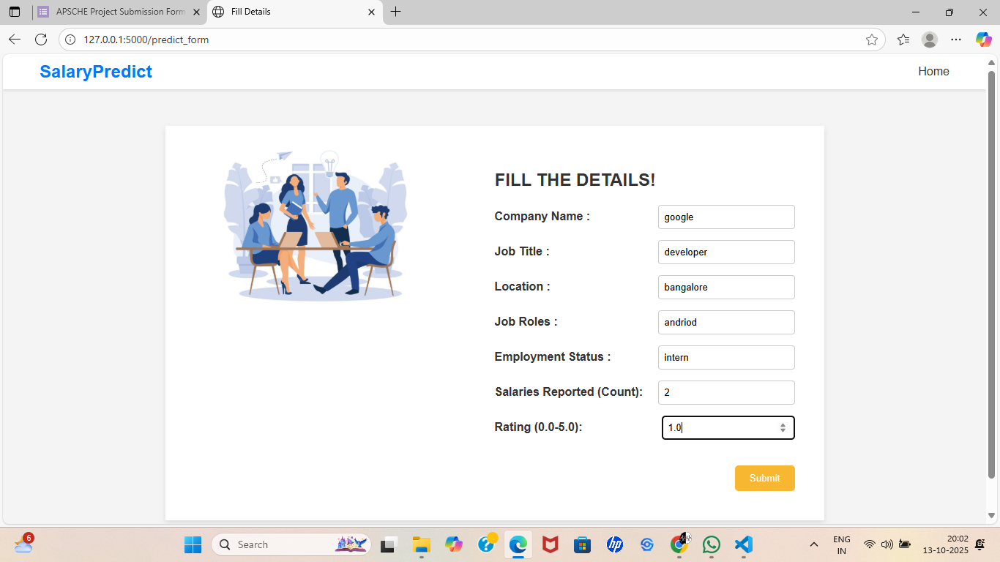 APSCHE Project Submission Form
Fill Details
127.0.0.1:5000/predict_form
SalaryPredict
Home
FILL THE DETAILS!
Company Name :
google
Job Title :
developer
Location :
bangalore
Job Roles :
andriod
Employment Status :
intern
Salaries Reported (Count):
2
Rating (0.0-5.0):
1.0
Submit
6
Search
hp
ENG
IN
20:02
13-10-2025